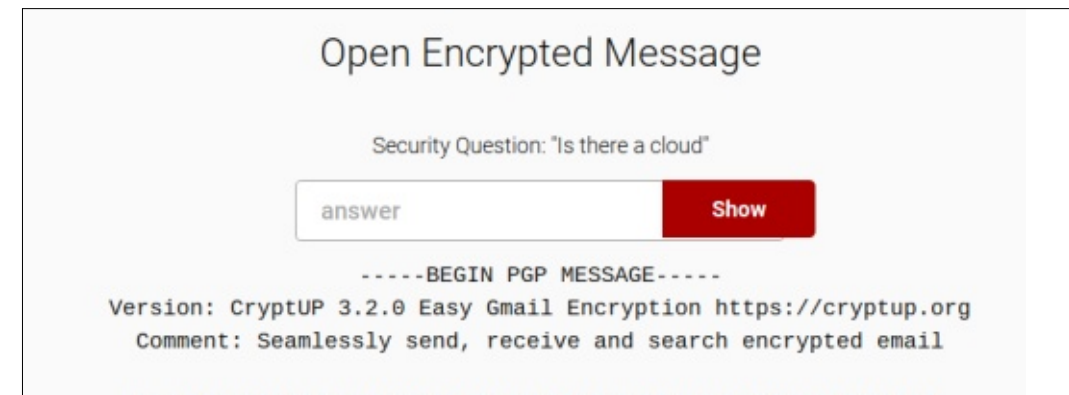 Open Encrypted Message
Security Question: "Is there a cloud"
answer
Show
-----BEGIN PGP MESSAGE-----
Version: CryptUP 3.2.0 Easy Gmail Encryption https://cryptup.org
Comment: Seamlessly send, receive and search encrypted email